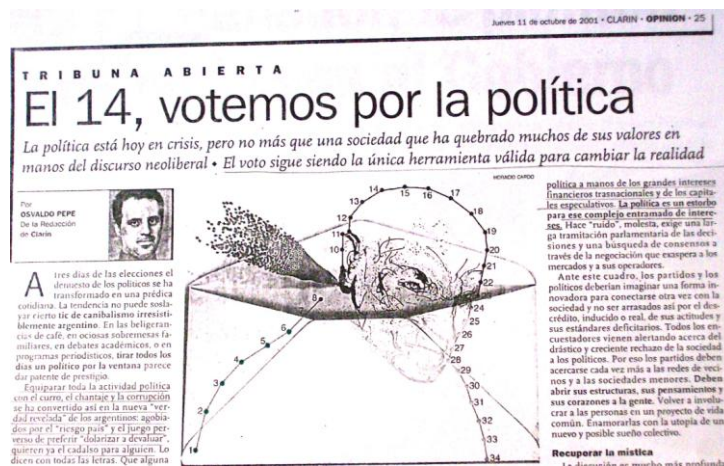 Jueves 11 de octubre de 2001 • CLARIN • OPINION • 25
TRIBUNA ABIERTA
El 14, votemos por la política
La política está hoy en crisis, pero no más que una sociedad que ha quebrado muchos de sus valores en
manos del discurso neoliberal • El voto sigue siendo la única herramienta válida para cambiar la realidad
Por
OSVALDO PEPE
De la Redacción
de Clarín
A tres días de las elecciones el
denuesto de los políticos se ha
transformado en una prédica
cotidiana. La tendencia no puede sosla-
yar cierto tic de canibalismo irresisti-
blemente argentino. En las beligeran-
cias de café, en ociosas sobremesas fa-
miliares, en debates académicos, o en
programas periodísticos, tirar todos los
días un político por la ventana parece
dar patente de prestigio.
Equiparar toda la actividad política
con el curro, el chantaje y la corrupción
se ha convertido así en la nueva "ver-
dad revelada" de los argentinos: agobia-
dos por el "riesgo país" y el juego per-
verso de preferir "dolarizar a devaluar",
quieren ya el cadalso para alguien. Lo
dicen con todas las letras. Que alguna
HORACIO CARDO
1
2
3
4
5
6
8
10
11
12
13
14
15
16
17
18
19
20
21
22
23
24
25
26
27
28
29
30
31
32
33
34
política a manos de los grandes intereses
financieros trasnacionales y de los capita-
les especulativos. La política es un estorbo
para ese complejo entramado de intere-
ses. Hace "ruido", molesta, exige una lar-
ga tramitación parlamentaria de las deci-
siones y una búsqueda de consensos a
través de la negociación que exaspera a los
mercados y a sus operadores.
Ante este cuadro, los partidos y los
políticos deberían imaginar una forma in-
novadora para conectarse otra vez con la
sociedad y no ser arrasados así por el des-
crédito, inducido o real, de sus actitudes y
sus estándares deficitarios. Todos los en-
cuestadores vienen alertando acerca del
drástico y creciente rechazo de la sociedad
a los políticos. Por eso los partidos deben
acercarse cada vez más a las redes de veci-
nos y a las sociedades menores. Deben
abrir sus estructuras, sus pensamientos y
sus corazones a la gente. Volver a involu-
crar a las personas en un proyecto de vida
común. Enamorarlas con la utopía de un
nuevo y posible sueño colectivo.
Recuperar la mística
La discusión es mucho más profunda